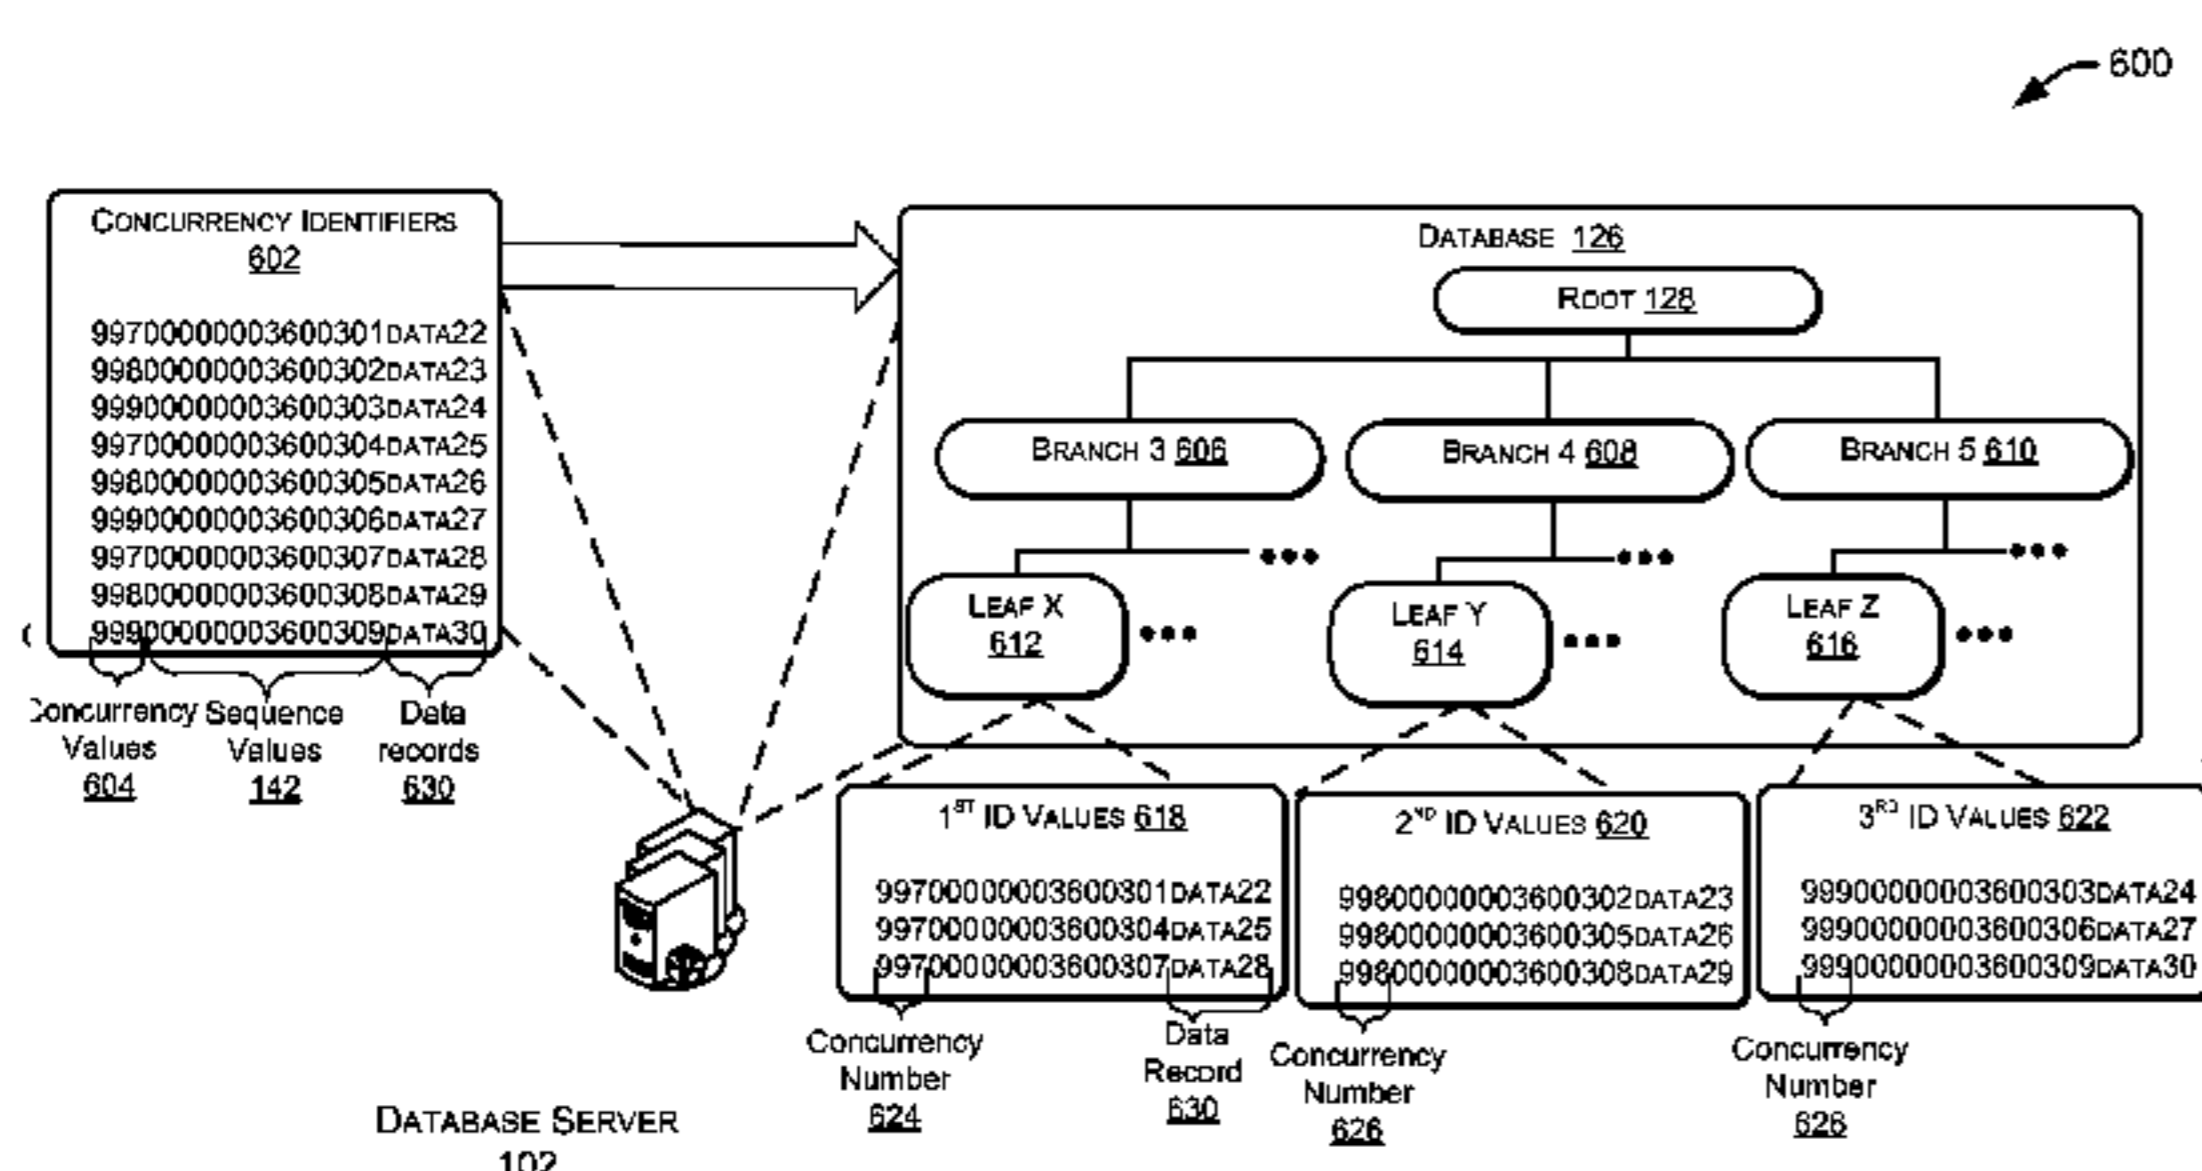 600
CONCURRENCY IDENTIFIERS
602
99700000003600301DATA22
99800000003600302DATA23
99900000003600303DATA24
99700000003600304DATA25
99800000003600305DATA26
99900000003600306DATA27
99700000003600307DATA28
99800000003600308DATA29
99900000003600309DATA30
Concurrency Values 604
Sequence Values 142
Data records 630
DATABASE 126
ROOT 128
BRANCH 3 606
BRANCH 4 608
BRANCH 5 610
LEAF X
612
LEAF Y
614
LEAF Z
616
1ST ID VALUES 618
99700000003600301DATA22
99700000003600304DATA25
99700000003600307DATA28
Concurrency
Number
624
Data
Record
630
2ND ID VALUES 620
99800000003600302DATA23
99800000003600305DATA26
99800000003600308DATA29
Concurrency
Number
626
3RD ID VALUES 622
99900000003600303DATA24
99900000003600306DATA27
99900000003600309DATA30
Concurrency
Number
626
DATABASE SERVER
102